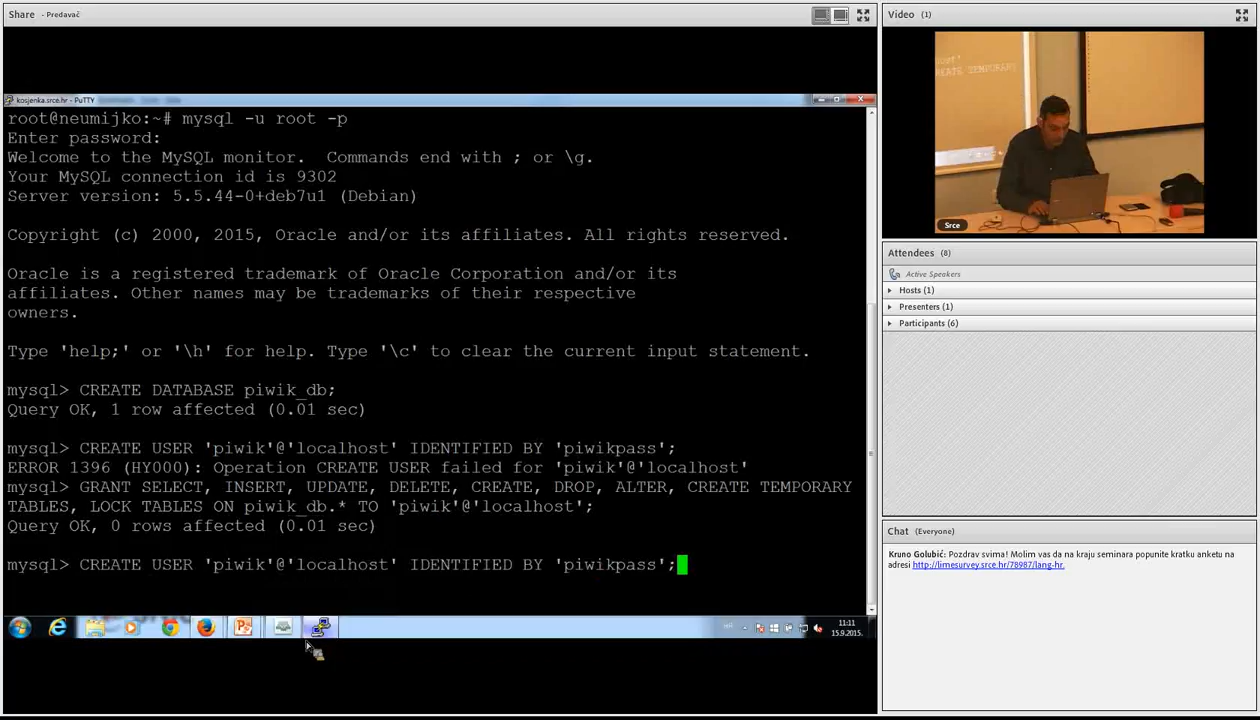 Share - Predavač
kosjenka.srce.hr - PuTTY
root@neumijko:~# mysql -u root -p
Enter password:
Welcome to the MySQL monitor.  Commands end with ; or \g.
Your MySQL connection id is 9302
Server version: 5.5.44-0+deb7u1 (Debian)
Copyright (c) 2000, 2015, Oracle and/or its affiliates. All rights reserved.
Oracle is a registered trademark of Oracle Corporation and/or its
affiliates. Other names may be trademarks of their respective
owners.
Type 'help;' or '\h' for help. Type '\c' to clear the current input statement.
mysql> CREATE DATABASE piwik_db;
Query OK, 1 row affected (0.01 sec)
mysql> CREATE USER 'piwik'@'localhost' IDENTIFIED BY 'piwikpass';
ERROR 1396 (HY000): Operation CREATE USER failed for 'piwik'@'localhost'
mysql> GRANT SELECT, INSERT, UPDATE, DELETE, CREATE, DROP, ALTER, CREATE TEMPORARY
TABLES, LOCK TABLES ON piwik_db.* TO 'piwik'@'localhost';
Query OK, 0 rows affected (0.01 sec)
mysql> CREATE USER 'piwik'@'localhost' IDENTIFIED BY 'piwikpass';
11:11
15.9.2015.
Video (1)
CREATE TEMPORARY
Srce
Attendees (8)
Active Speakers
Hosts (1)
Presenters (1)
Participants (6)
Chat (Everyone)
Kruno Golubić: Pozdrav svima! Molim vas da na kraju seminara popunite kratku anketu na
adresi http://limesurvey.srce.hr/78987/lang-hr.